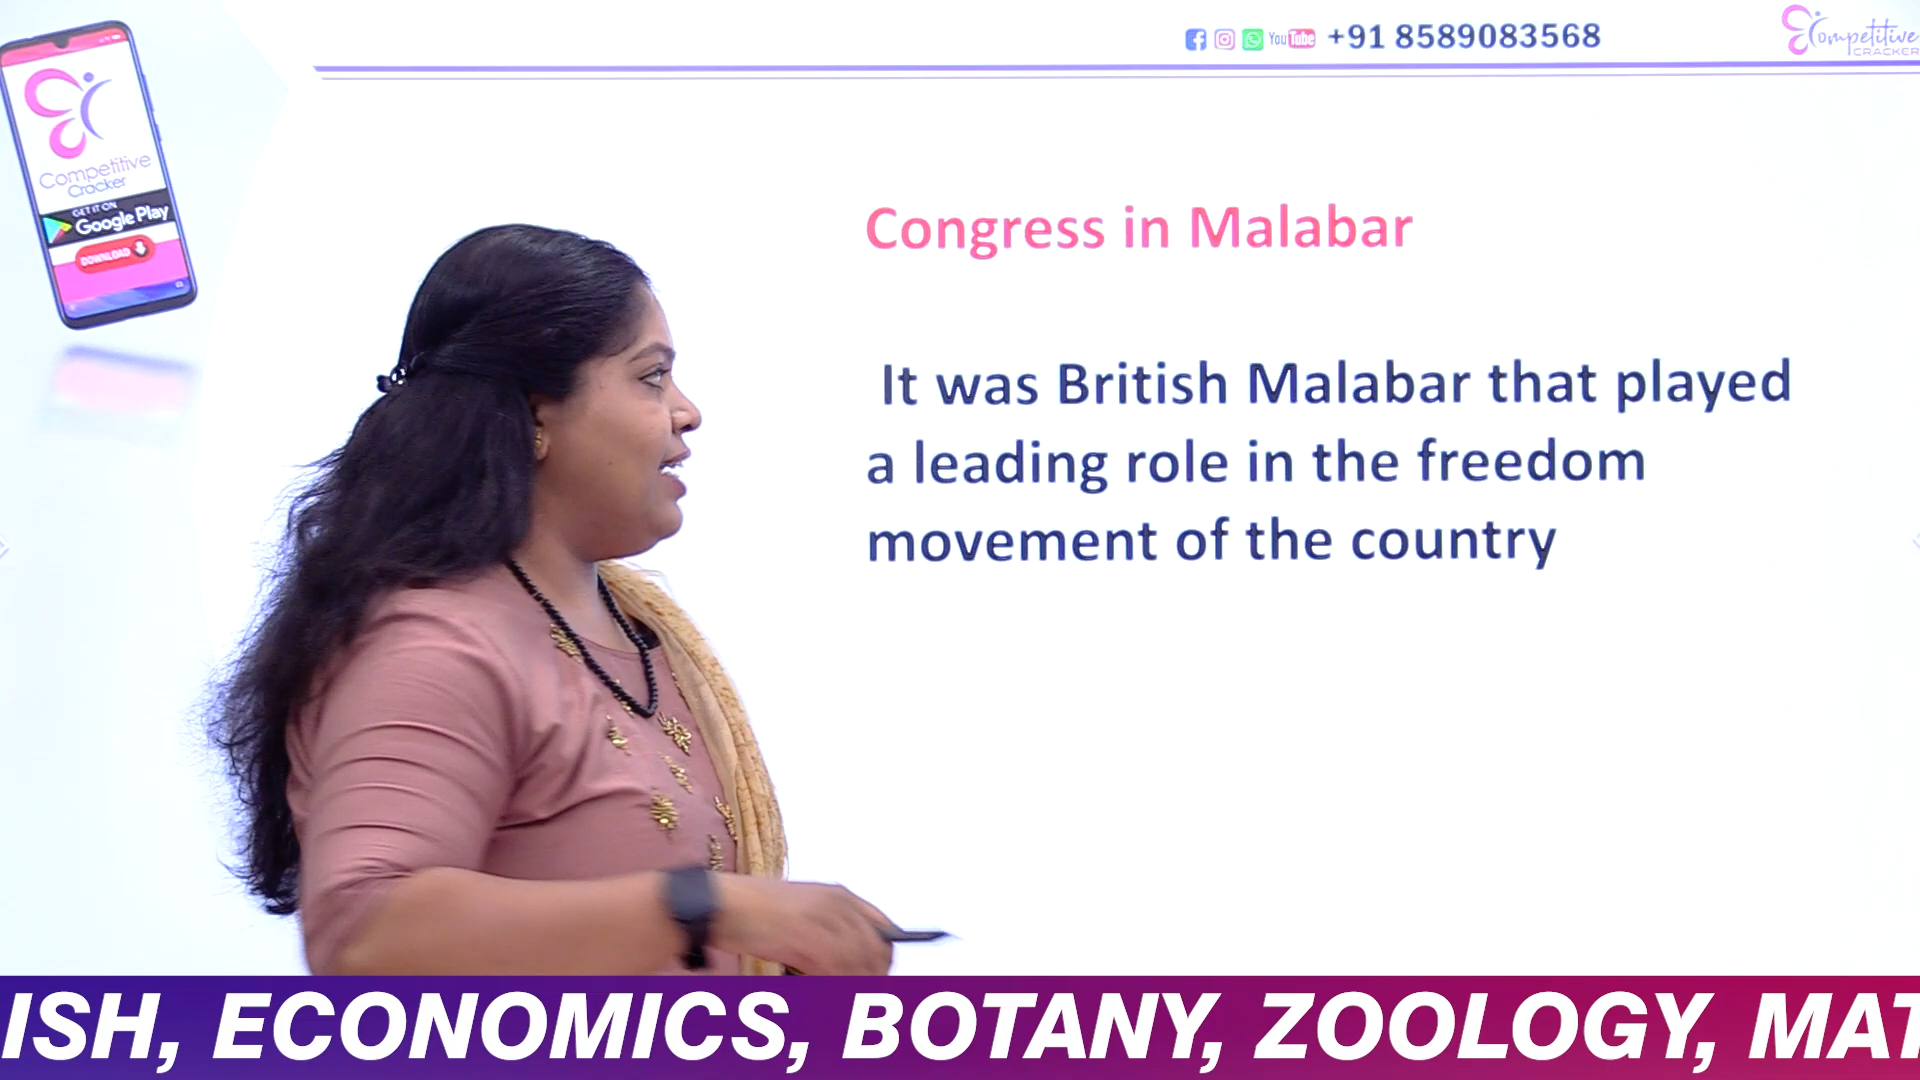 YouTube +91 8589083568
Competitive
CRACKER
Competitive
Cracker
GET IT ON
Google Play
DOWNLOAD
Congress in Malabar
It was British Malabar that played
a leading role in the freedom
movement of the country
ISH, ECONOMICS, BOTANY, ZOOLOGY, MAT